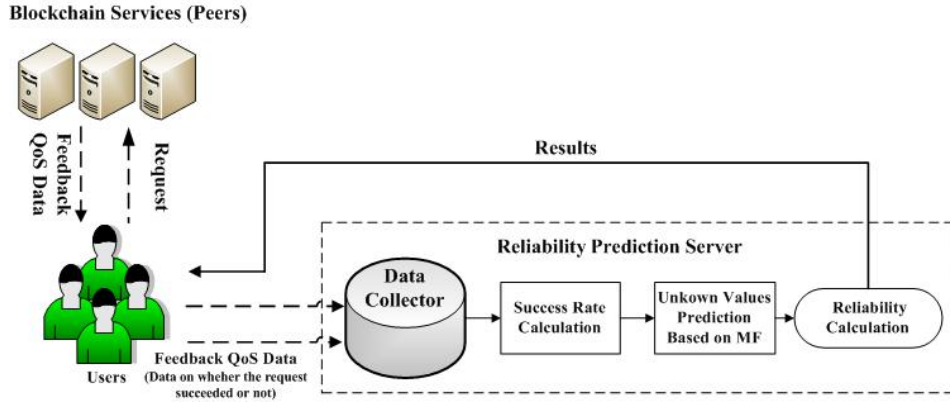 Blockchain Services (Peers)
Feedback
QoS Data
Request
Results
Reliability Prediction Server
Data
Collector
Success Rate
Calculation
Unkown Values
Prediction
Based on MF
Reliability
Calculation
Users
Feedback QoS Data
(Data on wheher the request
succeeded or not)